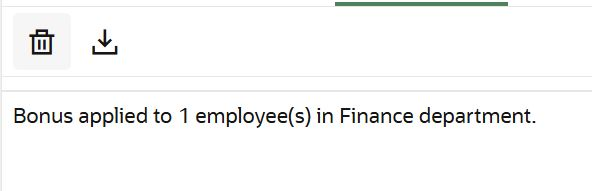 Bonus applied to 1 employee(s) in Finance department.